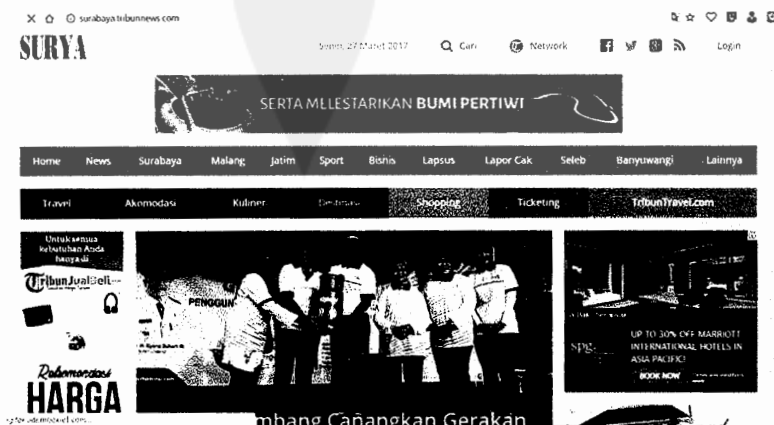 surabaya.tribunnews.com
SURYA
Senin, 27 Maret 2017
Cari
Network
Login
SERTA MELESTARIKAN BUMI PERTIWI
Home News Surabaya Malang Jatim Sport Bisnis Lapsus Lapor Cak Seleb Banyuwangi Lainnya
Travel Akomodasi Kuliner Destinasi Shopping Ticketing TribunTravel.com
Untuk semua
kebutuhan Anda
hanya di
TribunJualBeli
Rekomendasi
HARGA
PENGGUN
spg
UP TO 30% OFF MARRIOTT
INTERNATIONAL HOTELS IN
ASIA PACIFIC!
BOOK NOW
mbang Canangkan Gerakan